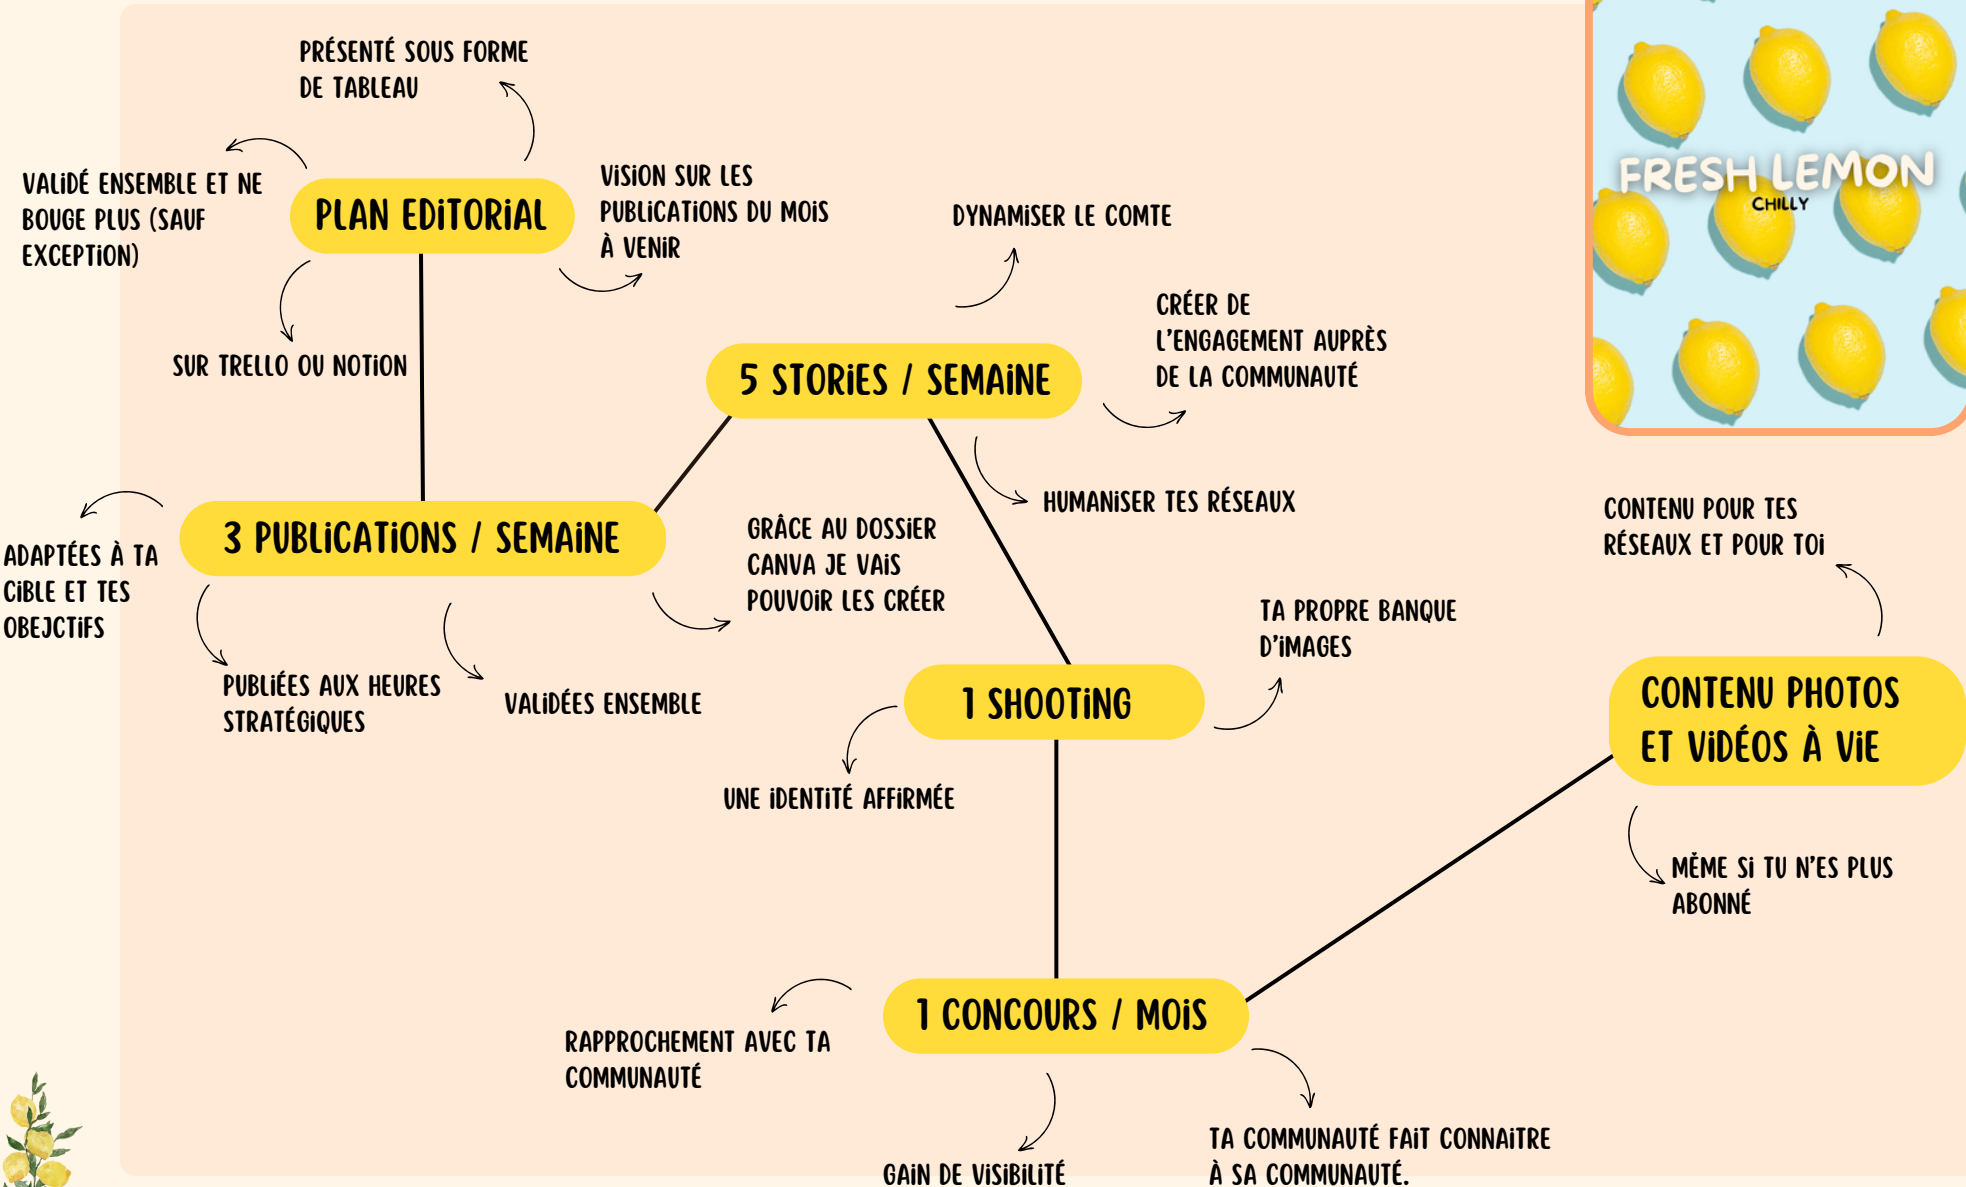 PRÉSENTÉ SOUS FORME
DE TABLEAU
VALIDÉ ENSEMBLE ET NE
BOUGE PLUS (SAUF
EXCEPTION)
PLAN EDITORIAL
VISION SUR LES
PUBLICATIONS DU MOIS
À VENIR
SUR TRELLO OU NOTION
FRESH LEMON
CHILLY
DYNAMISER LE COMTE
5 STORIES / SEMAINE
CRÉER DE
L'ENGAGEMENT AUPRÈS
DE LA COMMUNAUTÉ
HUMANISER TES RÉSEAUX
3 PUBLICATIONS / SEMAINE
ADAPTÉES À TA
CIBLE ET TES
OBEJCTIFS
PUBLIÉES AUX HEURES
STRATÉGIQUES
VALIDÉES ENSEMBLE
GRÂCE AU DOSSIER
CANVA JE VAIS
POUVOIR LES CRÉER
1 SHOOTING
TA PROPRE BANQUE
D'IMAGES
UNE IDENTITÉ AFFIRMÉE
CONTENU POUR TES
RÉSEAUX ET POUR TOI
CONTENU PHOTOS
ET VIDÉOS À VIE
MÊME SI TU N'ES PLUS
ABONNÉ
1 CONCOURS / MOIS
RAPPROCHEMENT AVEC TA
COMMUNAUTÉ
GAIN DE VISIBILITÉ
TA COMMUNAUTÉ FAIT CONNAITRE
À SA COMMUNAUTÉ.